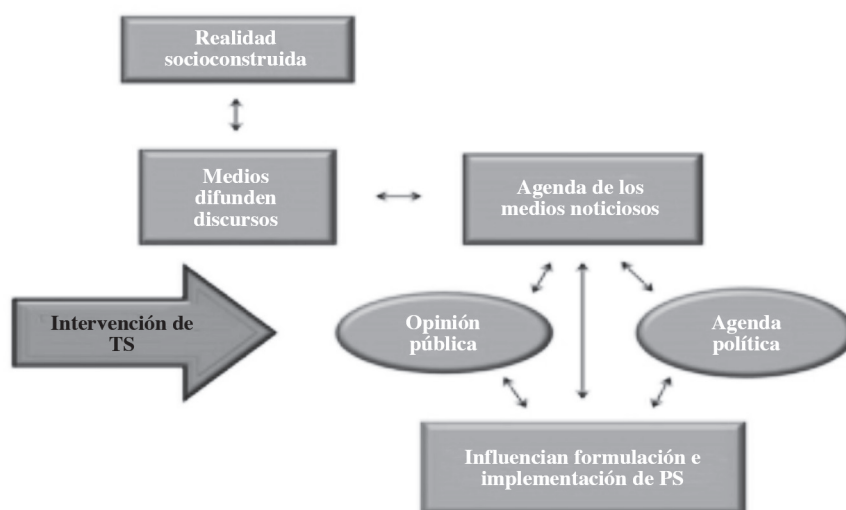 Realidad
socioconstruida
Medios
difunden
discursos
Agenda de los
medios noticiosos
Intervención de
TS
Opinión
pública
Agenda
política
Influencian formulación e
implementación de PS